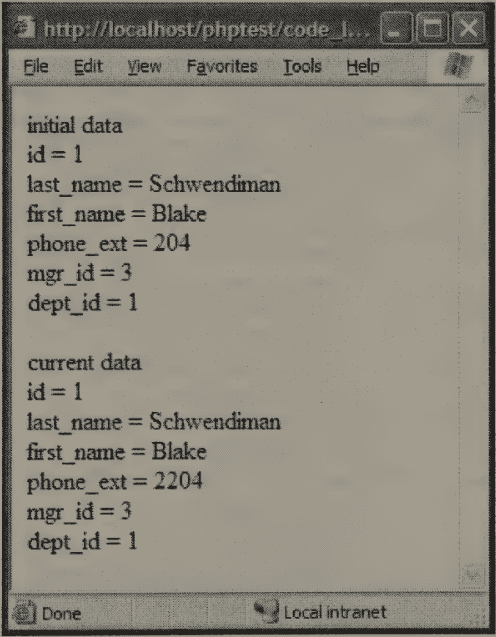 http://localhost/phptest/code_l...
File Edit View Favorites Tools Help
initial data
id = 1
last_name = Schwendiman
first_name = Blake
phone_ext = 204
mgr_id = 3
dept_id = 1
current data
id = 1
last_name = Schwendiman
first_name = Blake
phone_ext = 2204
mgr_id = 3
dept_id = 1
Done Local intranet